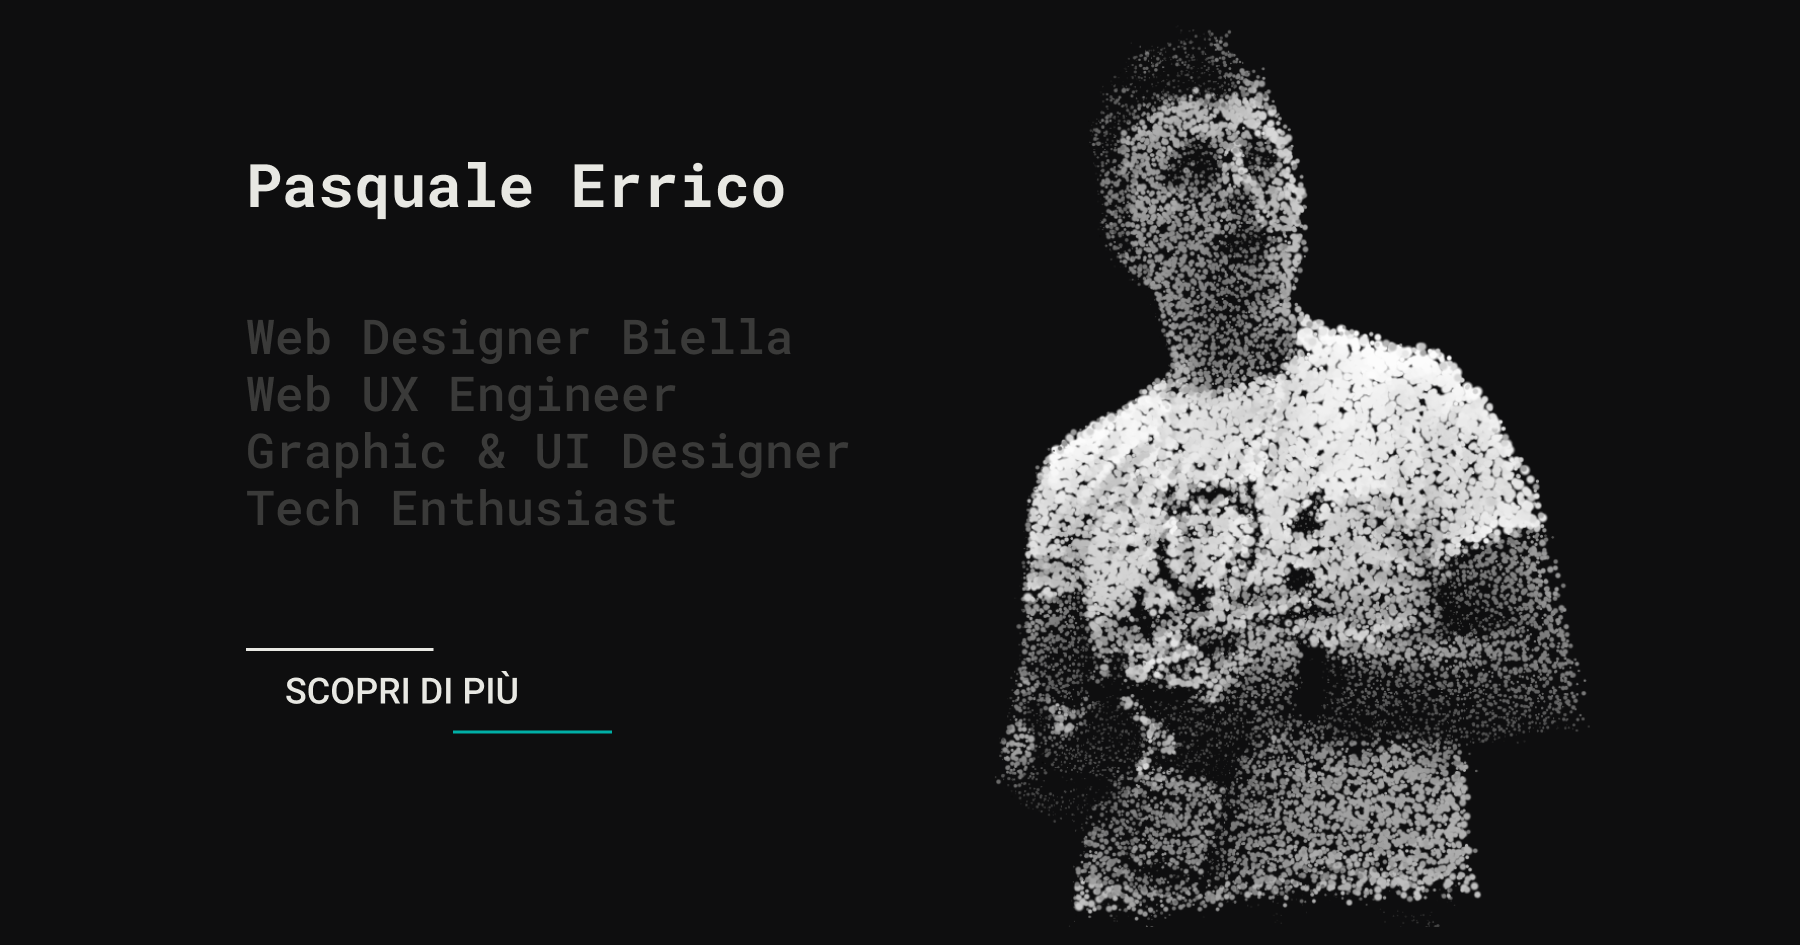 Pasquale Errico
Web Designer Biella
Web UX Engineer
Graphic & UI Designer
Tech Enthusiast
SCOPRI DI PIÙ